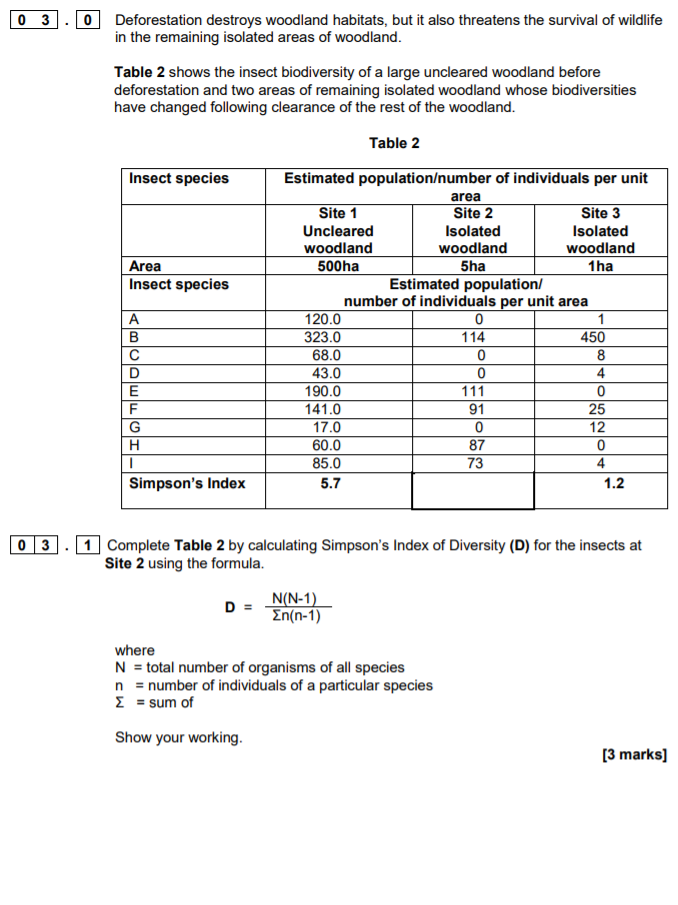 0 3 . 0 Deforestation destroys woodland habitats, but it also threatens the survival of wildlife
in the remaining isolated areas of woodland.
Table 2 shows the insect biodiversity of a large uncleared woodland before
deforestation and two areas of remaining isolated woodland whose biodiversities
have changed following clearance of the rest of the woodland.
Table 2
Insect species Estimated population/number of individuals per unit
area
Site 1 Site 2 Site 3
Uncleared Isolated Isolated
woodland woodland woodland
Area 500ha 5ha 1ha
Insect species Estimated population/
number of individuals per unit area
A 120.0 0 1
B 323.0 114 450
C 68.0 0 8
D 43.0 0 4
E 190.0 111 0
F 141.0 91 25
G 17.0 0 12
H 60.0 87 0
I 85.0 73 4
Simpson's Index 5.7 1.2
0 3 . 1 Complete Table 2 by calculating Simpson's Index of Diversity (D) for the insects at
Site 2 using the formula.
D = N(N-1)
Σn(n-1)
where
N = total number of organisms of all species
n = number of individuals of a particular species
Σ = sum of
Show your working.
[3 marks]